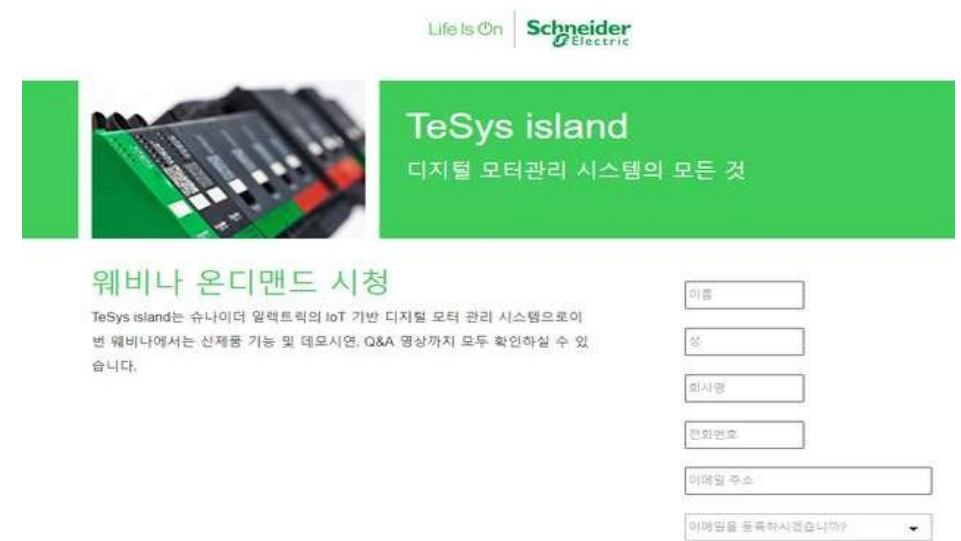 Life Is On
Schneider
Electric
TeSys island
디지털 모터관리 시스템의 모든 것
웨비나 온디맨드 시청
TeSys island는 슈나이더 일렉트릭의 IoT 기반 디지털 모터 관리 시스템으로이
번 웨비나에서는 신제품 기능 및 데모시연, Q&A 영상까지 모두 확인하실 수 있
습니다.
이름
성
회사명
전화번호
이메일 주소
이메일을 등록하시겠습니까?